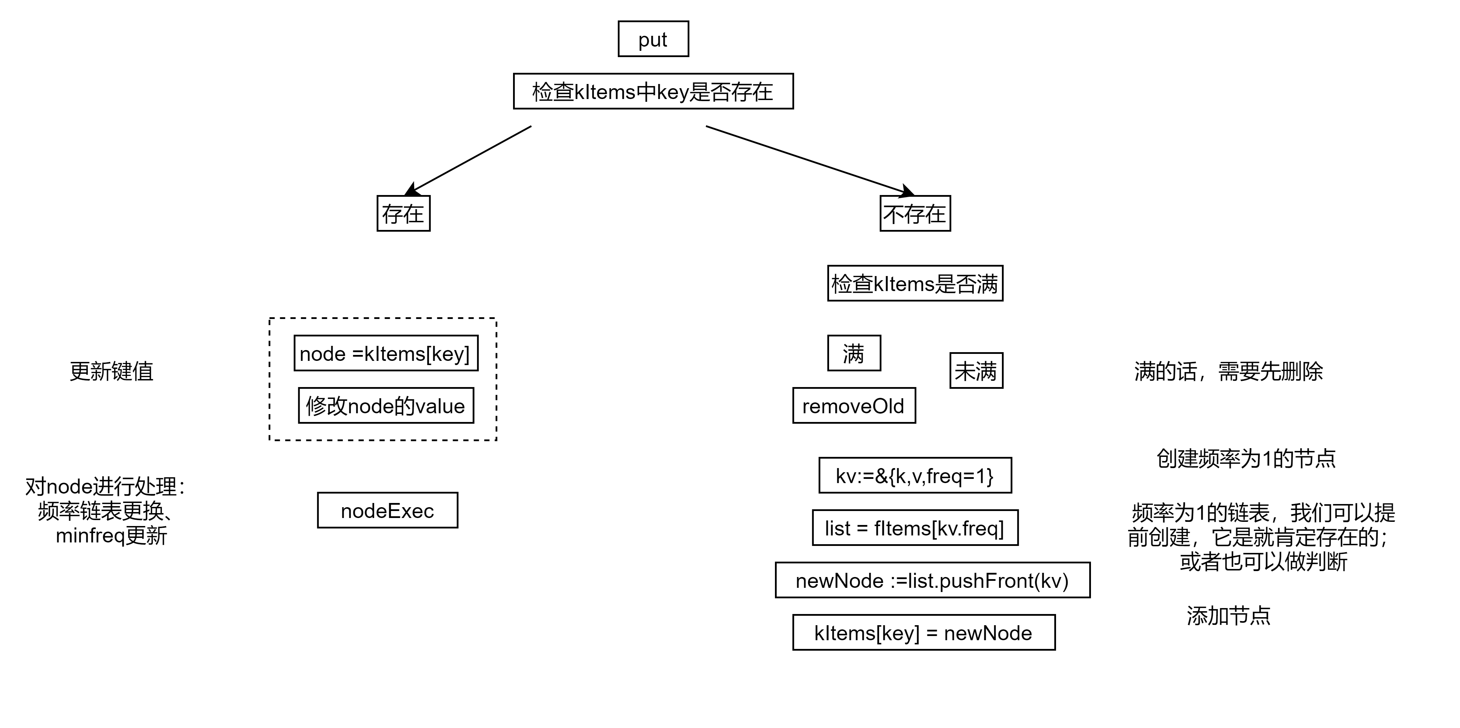 put
检查kItems中key是否存在
存在
不存在
检查kItems是否满
更新键值
node =kItems[key]
修改node的value
满
未满
removeOld
满的话，需要先删除
对node进行处理：
频率链表更换、
minfreq更新
nodeExec
kv:=&{k,v,freq=1}
创建频率为1的节点
list = fItems[kv.freq]
频率为1的链表，我们可以提
前创建，它是就肯定存在的；
或者也可以做判断
newNode :=list.pushFront(kv)
kItems[key] = newNode
添加节点